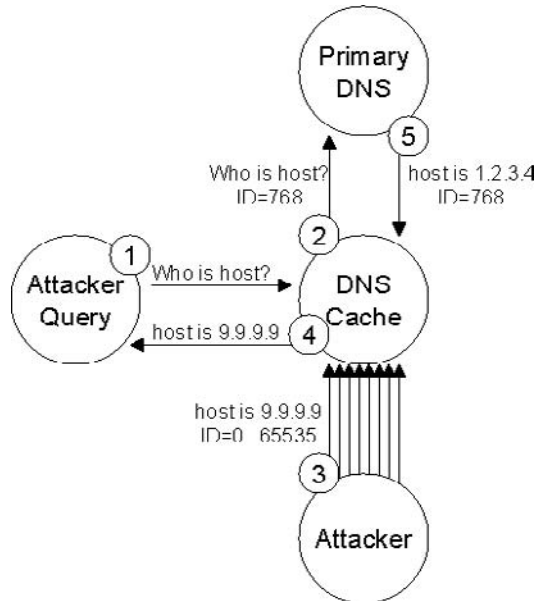 Primary
DNS
5
Who is host?
ID=768
host is 1.2.3.4
ID=768
2
1
Attacker
Query
Who is host?
DNS
Cache
host is 9.9.9.9
4
host is 9.9.9.9
ID=0 65535
3
Attacker